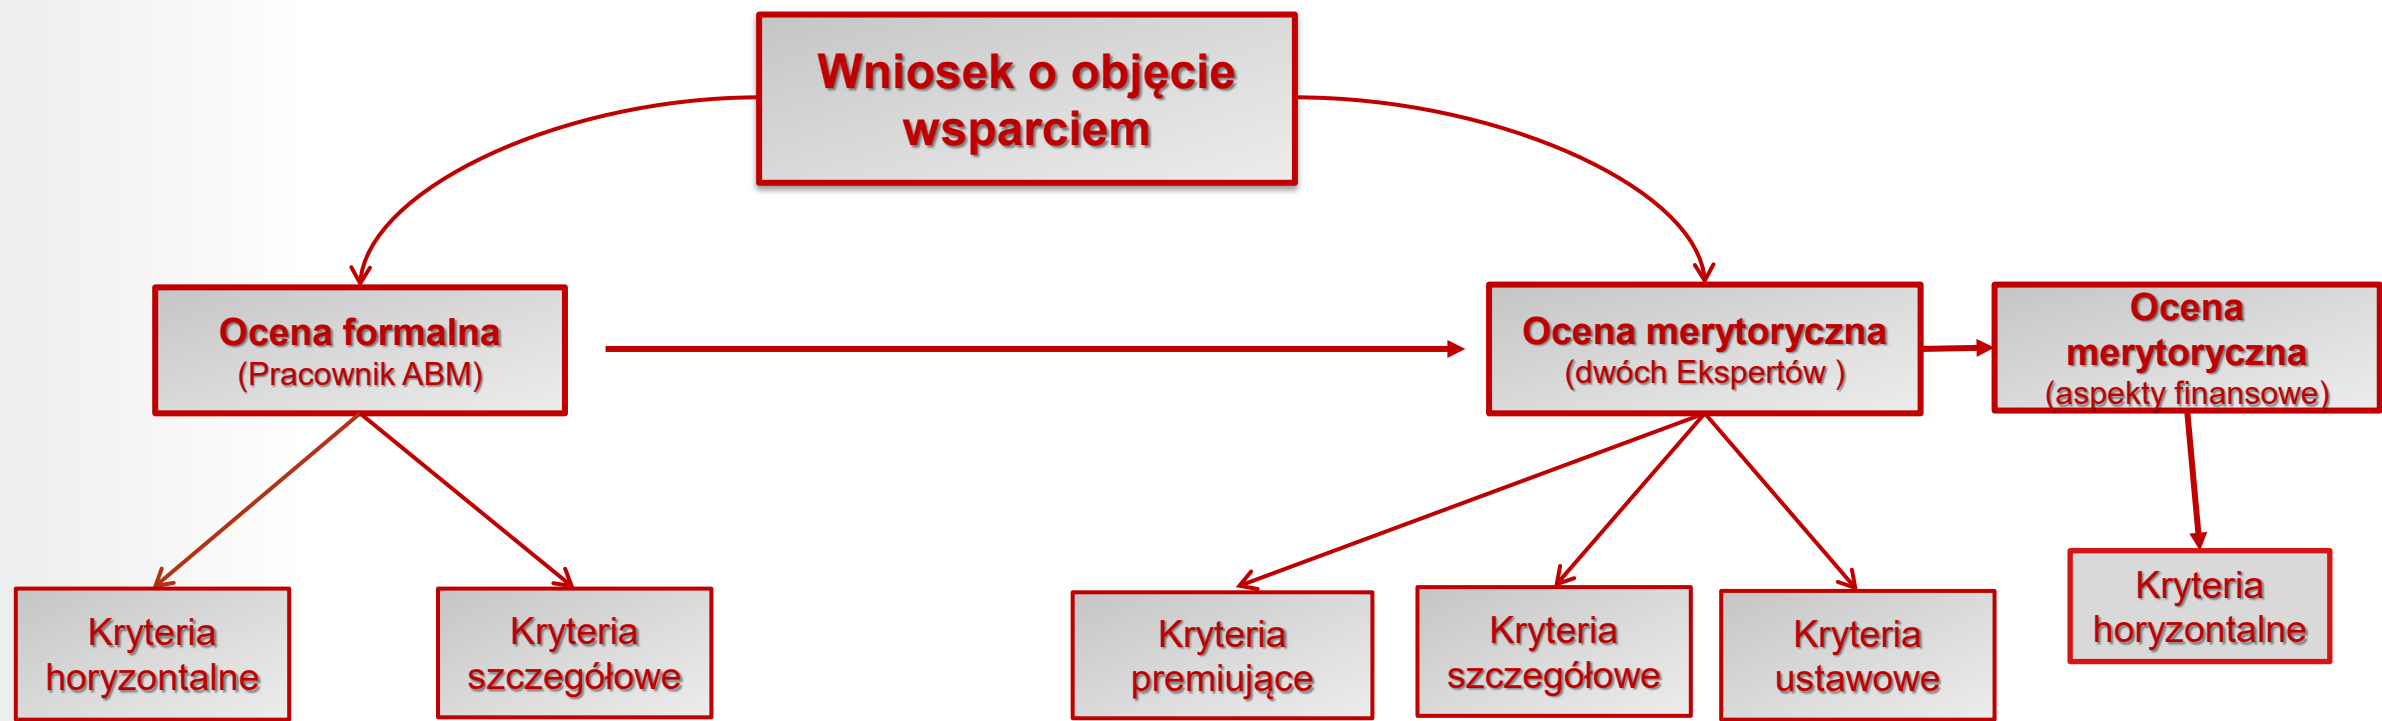 Wniosek o objęcie
wsparciem
Ocena formalna
(Pracownik ABM)
Ocena merytoryczna
(dwóch Ekspertów )
Ocena
merytoryczna
(aspekty finansowe)
Kryteria
horyzontalne
Kryteria
szczegółowe
Kryteria
premiujące
Kryteria
szczegółowe
Kryteria
ustawowe
Kryteria
horyzontalne